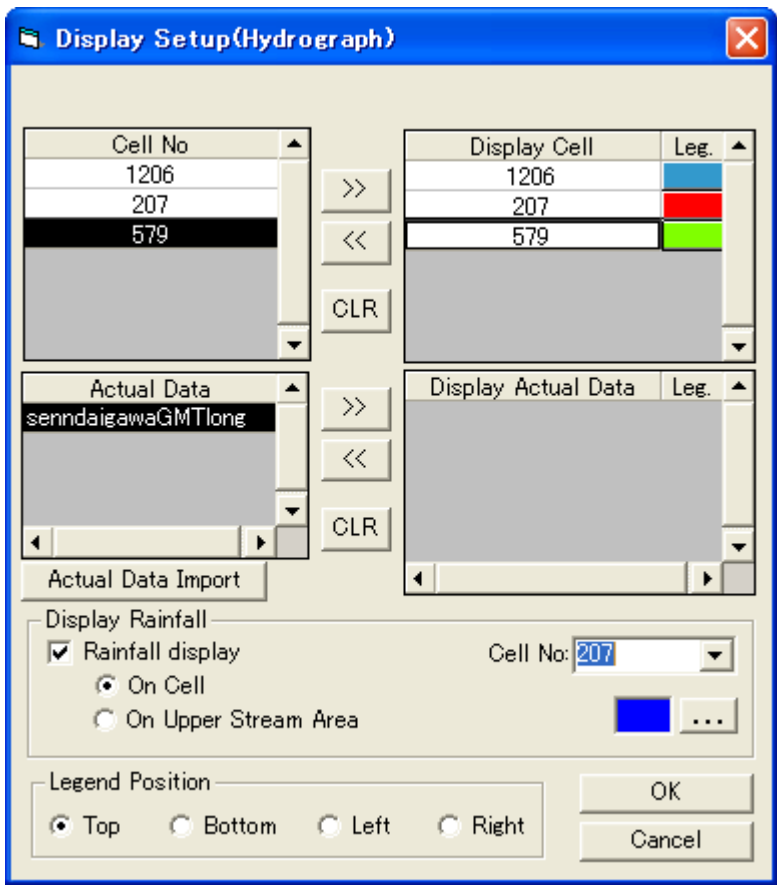 Display Setup(Hydrograph)
Cell No
1206
207
579
>>
<<
CLR
Display Cell Leg.
1206
207
579
Actual Data
senndaigawaGMTlong
>>
<<
CLR
Display Actual Data Leg.
Actual Data Import
Display Rainfall
Rainfall display
Cell No: 207
On Cell
On Upper Stream Area
...
Legend Position
Top Bottom Left Right
OK
Cancel